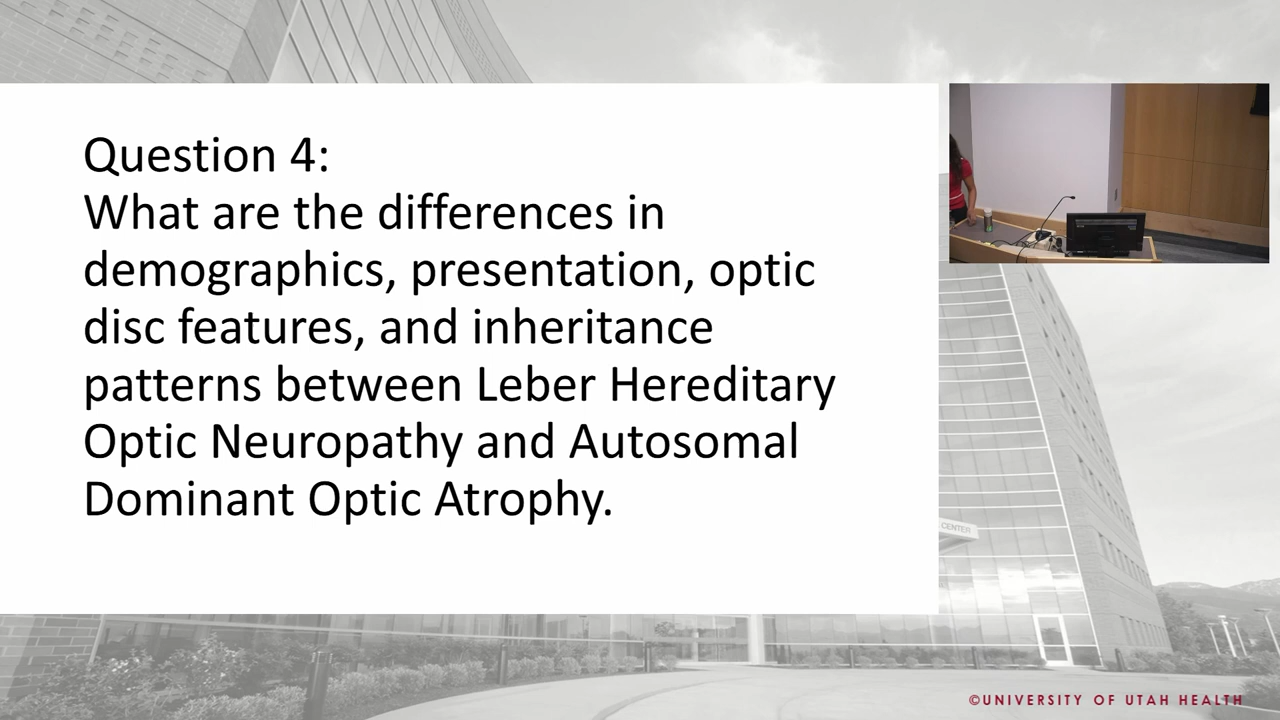 Question 4:
What are the differences in
demographics, presentation, optic
disc features, and inheritance
patterns between Leber Hereditary
Optic Neuropathy and Autosomal
Dominant Optic Atrophy.
CENTER
©UNIVERSITY OF UTAH HEALTH